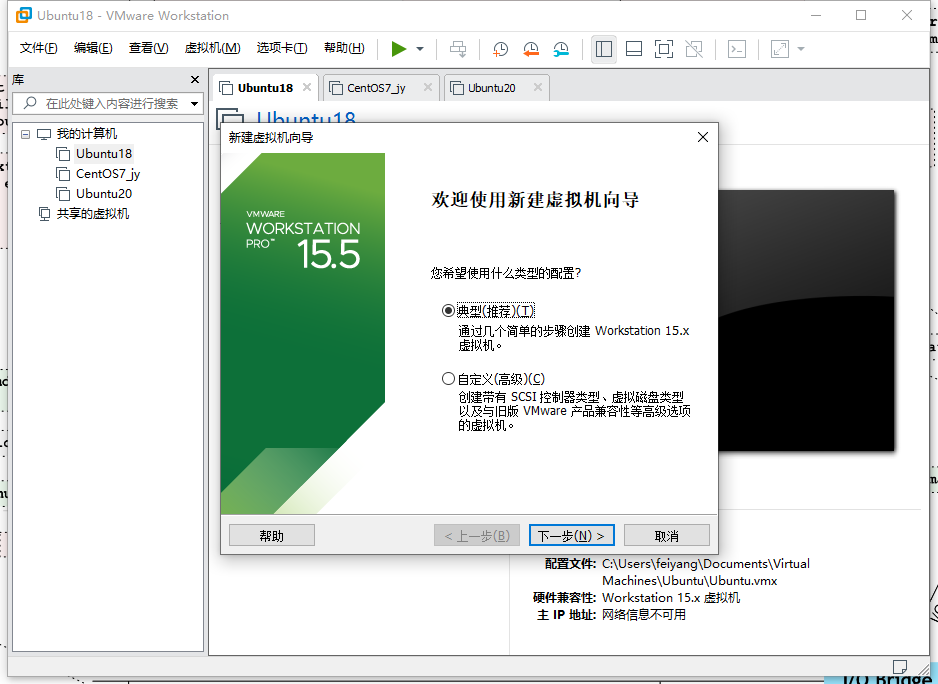 Ubuntu18 - VMware Workstation
文件(F) 编辑(E) 查看(V) 虚拟机(M) 选项卡(T) 帮助(H)
库
在此处键入内容进行搜索
我的计算机
Ubuntu18
CentOS7_jy
Ubuntu20
共享的虚拟机
Ubuntu18 CentOS7_jy Ubuntu20
Ubuntu18
新建虚拟机向导
VMWARE
WORKSTATION
PRO™ 15.5
欢迎使用新建虚拟机向导
您希望使用什么类型的配置?
典型(推荐)(T)
通过几个简单的步骤创建 Workstation 15.x
虚拟机。
自定义(高级)(C)
创建带有 SCSI 控制器类型、虚拟磁盘类型
以及与旧版 VMware 产品兼容性等高级选项
的虚拟机。
帮助 < 上一步(B) 下一步(N) > 取消
配置文件: C:\Users\feiyang\Documents\Virtual
Machines\Ubuntu\Ubuntu.vmx
硬件兼容性: Workstation 15.x 虚拟机
主 IP 地址: 网络信息不可用
I/O Bridge